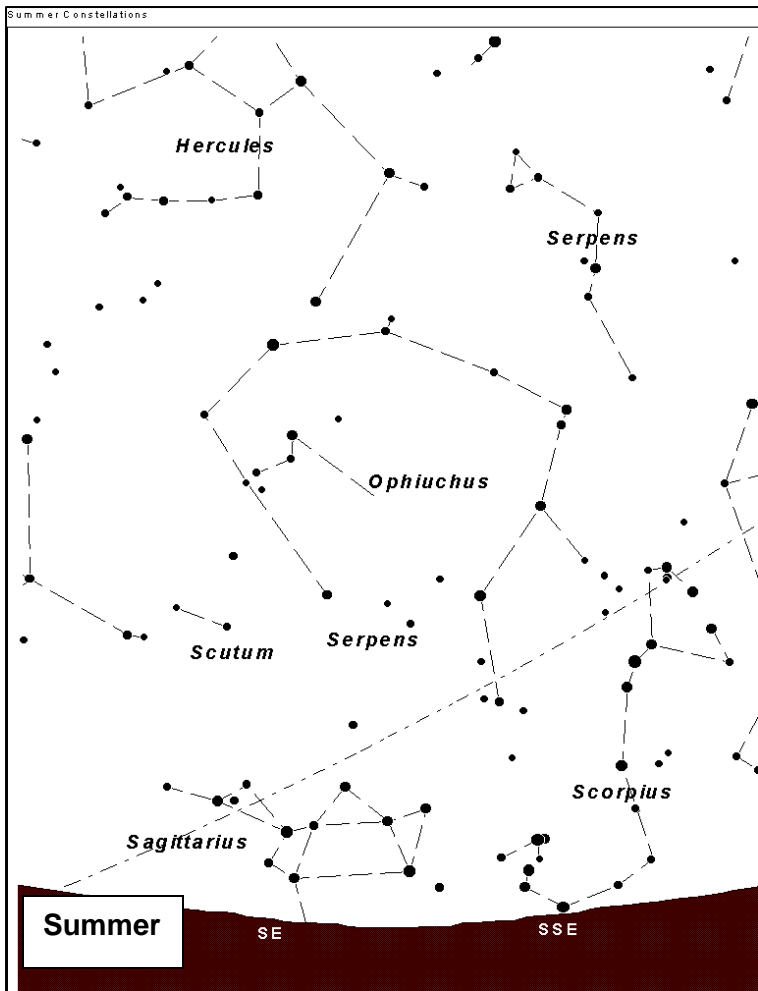 Summer Constellations
Hercules
Serpens
Ophiuchus
Scutum
Serpens
Scorpius
Sagittarius
Summer
SE
SSE